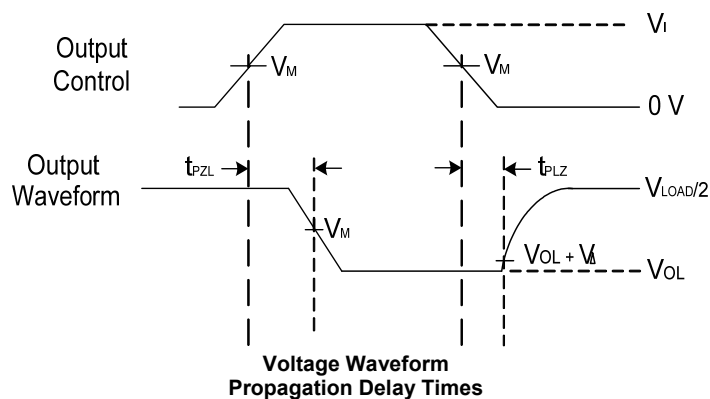 Output
Control
VM
VM
VI
0 V
Output
Waveform
tPZL
tPLZ
VM
VLOAD/2
VOL + VΔ
VOL
Voltage Waveform
Propagation Delay Times